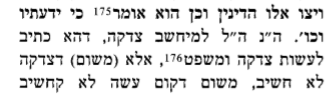 ויצו אלו הדינין וכן הוא אומר175 כי ידעתיו
וכו׳. ה״נ ה״ל למיחשב צדקה, דהא כתיב
לעשות צדקה ומשפט176, אלא (משום) דצדקה
לא חשיב, משום דקום עשה לא קחשיב